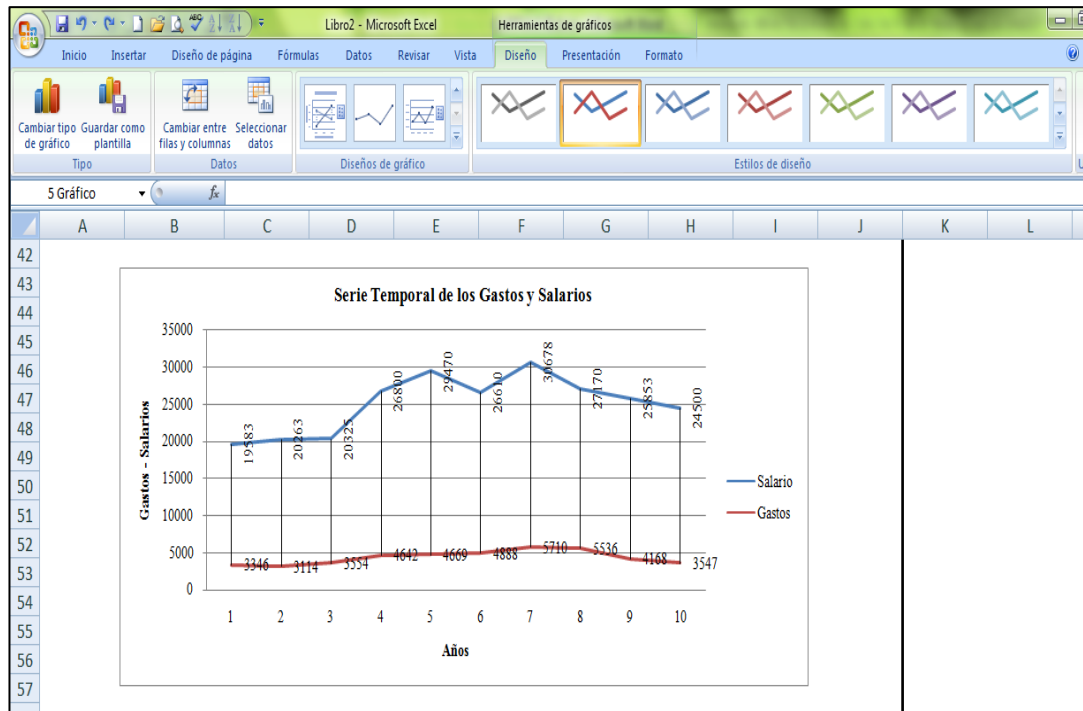 Libro2 - Microsoft Excel
Herramientas de gráficos
Inicio Insertar Diseño de página Fórmulas Datos Revisar Vista Diseño Presentación Formato
Cambiar tipo de gráfico
Guardar como plantilla
Cambiar entre filas y columnas
Seleccionar datos
Tipo Datos Diseños de gráfico Estilos de diseño
5 Gráfico fx
A B C D E F G H I J K L
42
43
44
45
46
47
48
49
50
51
52
53
54
55
56
57
Serie Temporal de los Gastos y Salarios
Gastos - Salarios
35000
30000
25000
20000
15000
10000
5000
0
19583 20263 20325 26800 29470 26610 30678 27170 25853 24500
3346 3114 3554 4642 4669 4888 5710 5536 4168 3547
Salario
Gastos
1 2 3 4 5 6 7 8 9 10
Años